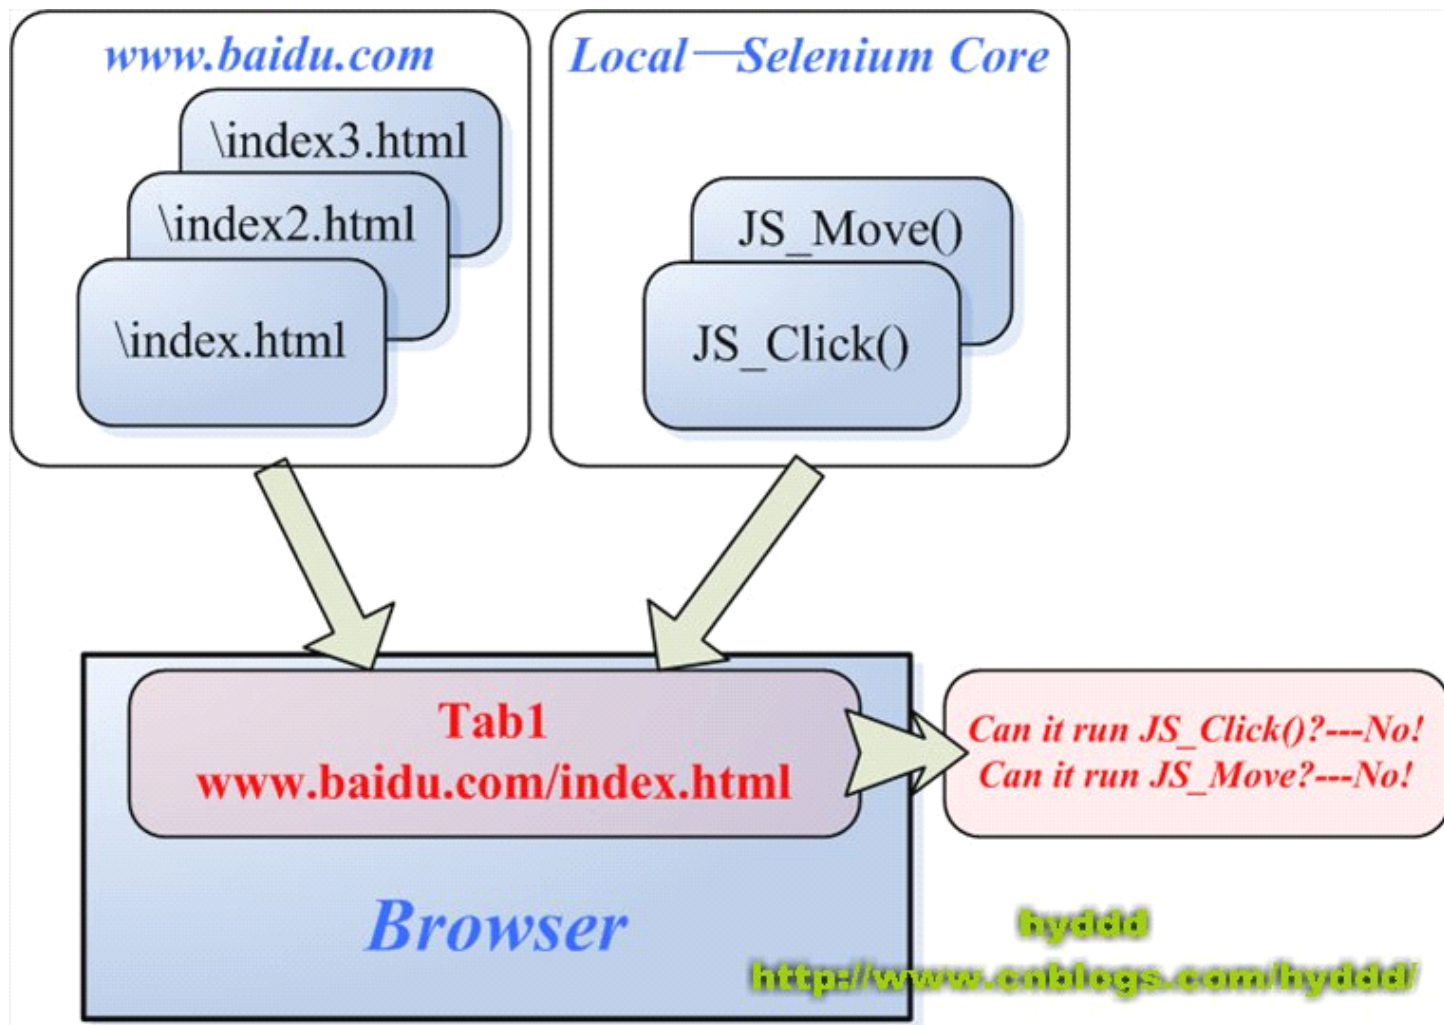 www.baidu.com
\index3.html
\index2.html
\index.html
Local—Selenium Core
JS_Move()
JS_Click()
Tab1
www.baidu.com/index.html
Can it run JS_Click()?---No!
Can it run JS_Move?---No!
Browser
hyddd
http://www.cnblogs.com/hyddd/